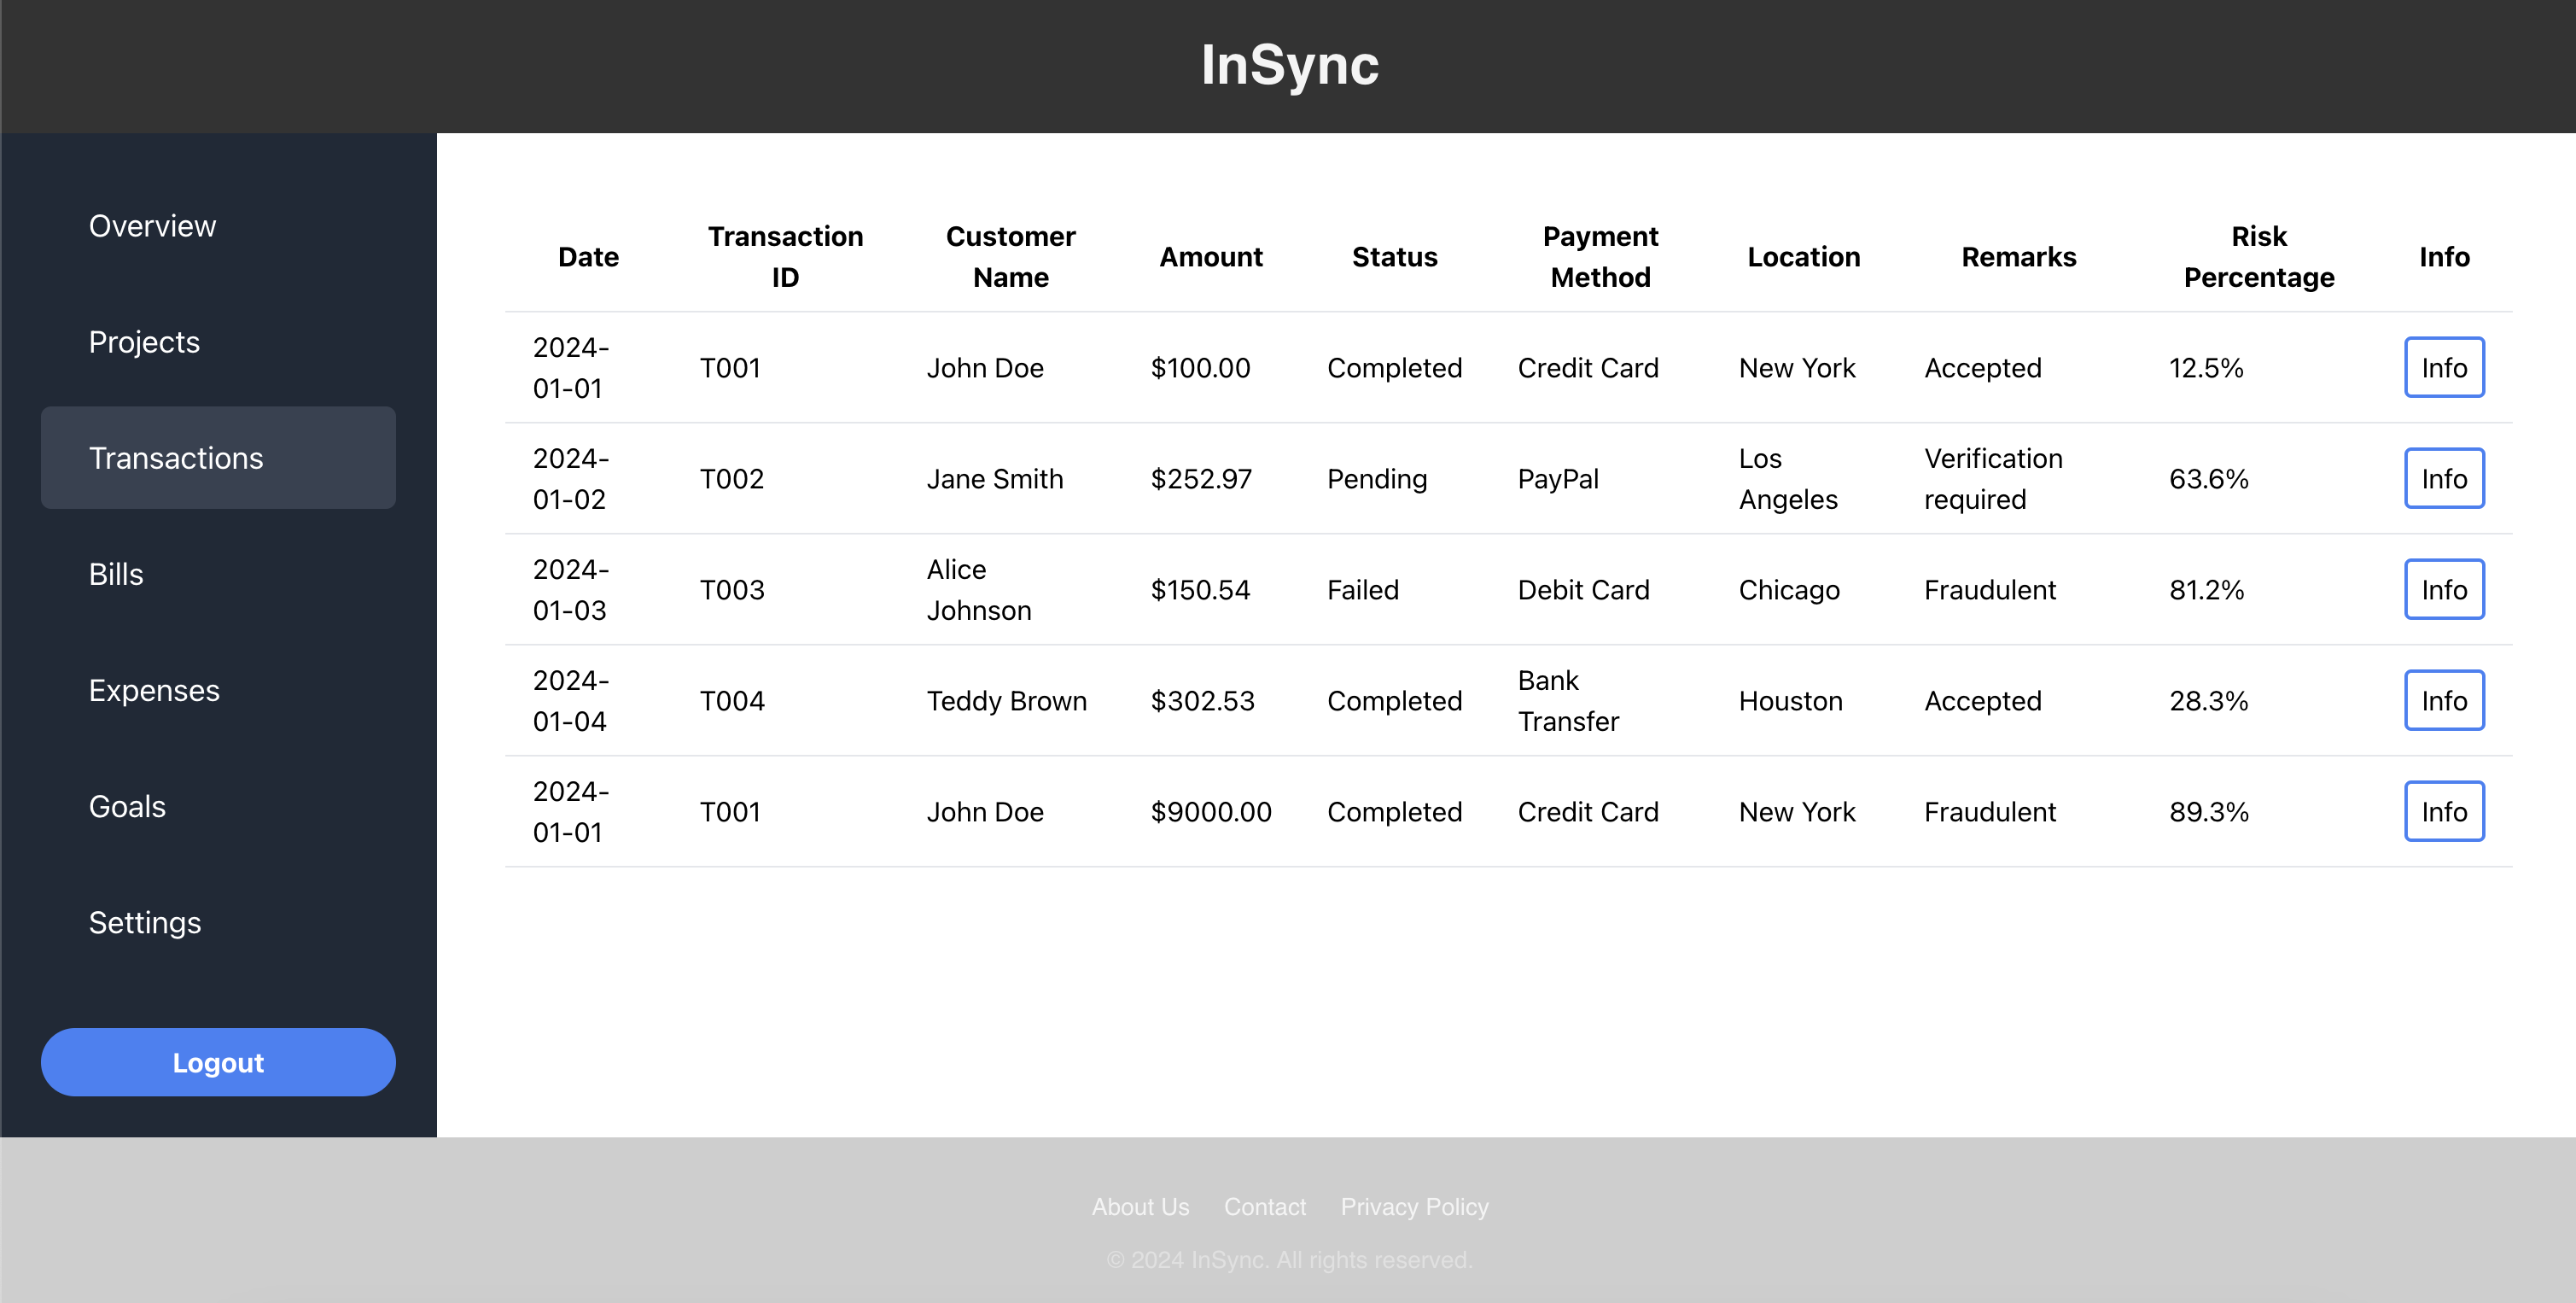 InSync
Overview
Projects
Transactions
Bills
Expenses
Goals
Settings
Logout
Date Transaction ID Customer Name Amount Status Payment Method Location Remarks Risk Percentage Info
2024-01-01 T001 John Doe $100.00 Completed Credit Card New York Accepted 12.5% Info
2024-01-02 T002 Jane Smith $252.97 Pending PayPal Los Angeles Verification required 63.6% Info
2024-01-03 T003 Alice Johnson $150.54 Failed Debit Card Chicago Fraudulent 81.2% Info
2024-01-04 T004 Teddy Brown $302.53 Completed Bank Transfer Houston Accepted 28.3% Info
2024-01-01 T001 John Doe $9000.00 Completed Credit Card New York Fraudulent 89.3% Info
About Us Contact Privacy Policy
© 2024 InSync. All rights reserved.